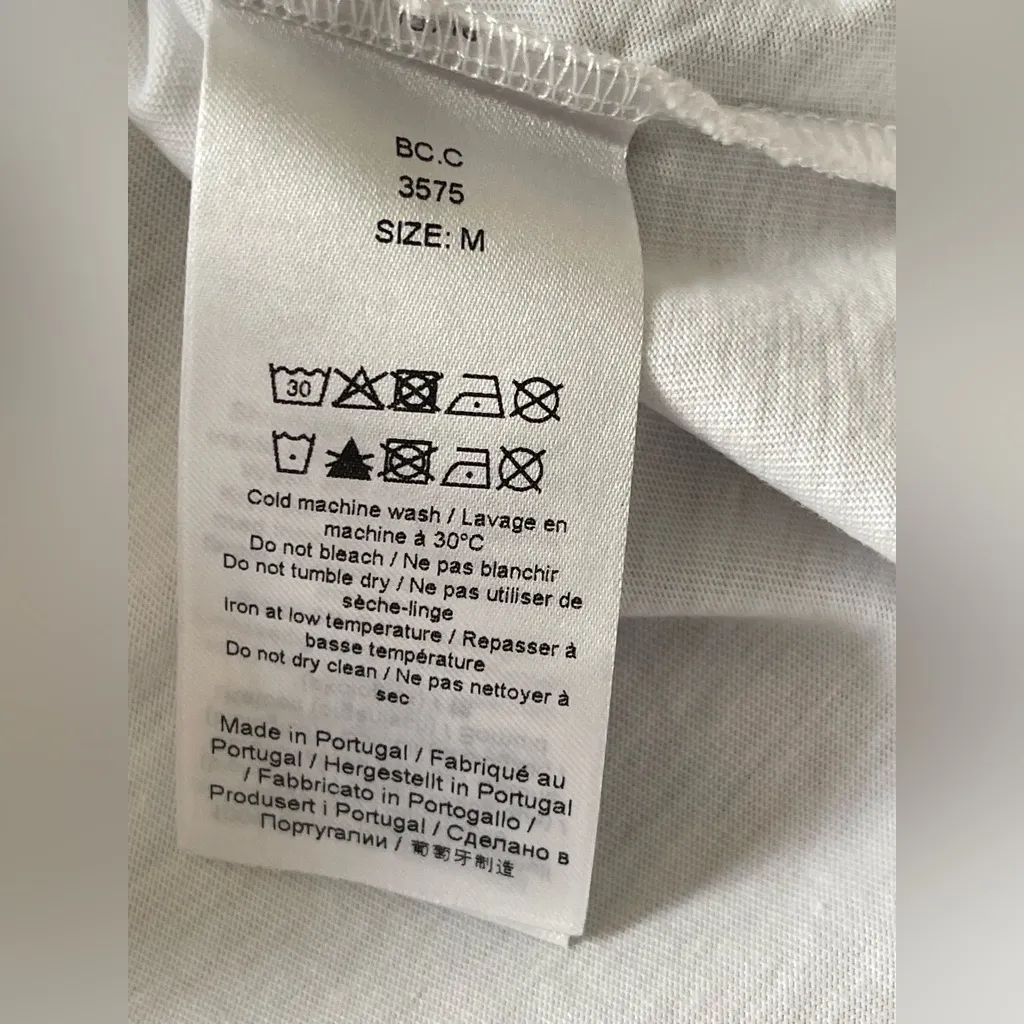 BC.C
3575
SIZE: M
30
Cold machine wash / Lavage en
machine à 30°C
Do not bleach / Ne pas blanchir
Do not tumble dry / Ne pas utiliser de
sèche-linge
Iron at low temperature / Repasser à
basse température
Do not dry clean / Ne pas nettoyer à
sec
Made in Portugal / Fabriqué au
Portugal / Hergestellt in Portugal
/ Fabbricato in Portogallo /
Produsert i Portugal / Сделано в
Португалии / 葡萄牙制造